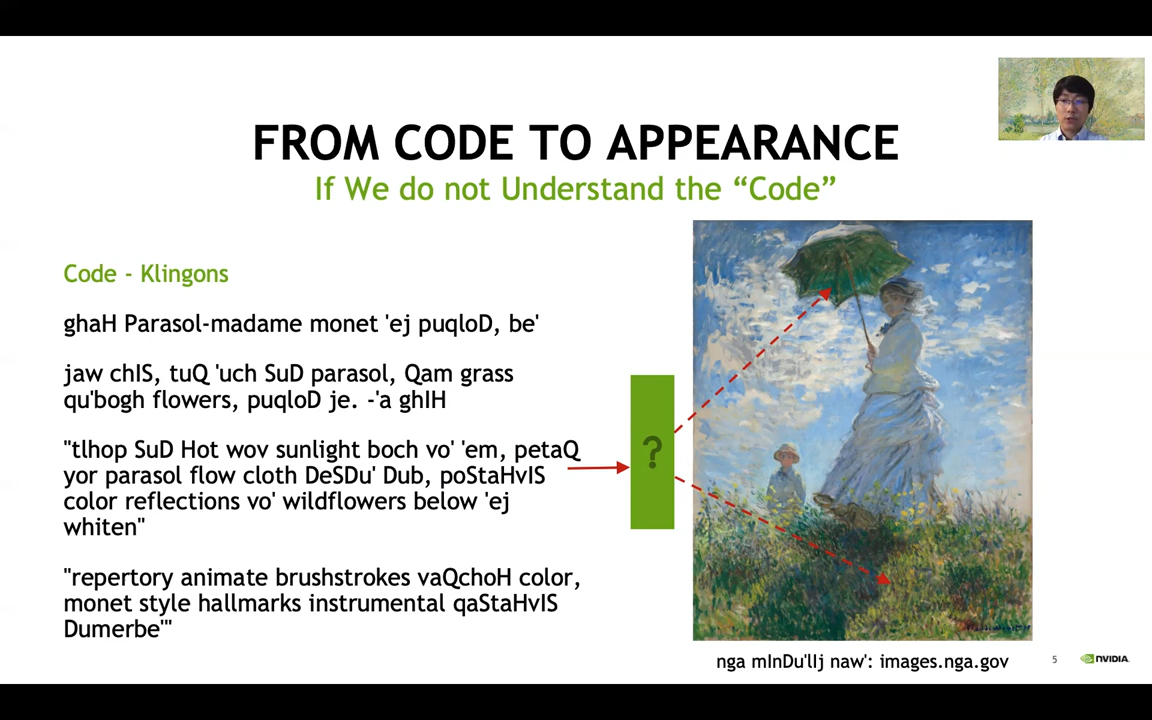 FROM CODE TO APPEARANCE
If We do not Understand the “Code”
Code - Klingons
ghaH Parasol-madame monet 'ej puqloD, be'
jaw chIS, tuQ 'uch SuD parasol, Qam grass
qu'bogh flowers, puqloD je. -'a ghIH
"tlhop SuD Hot wov sunlight boch vo' 'em, petaQ
yor parasol flow cloth DeSDu' Dub, poStaHvIS
color reflections vo' wildflowers below 'ej
whiten"
"repertory animate brushstrokes vaQchoH color,
monet style hallmarks instrumental qaStaHvIS
Dumerbe'"
?
nga mInDu'lIj naw': images.nga.gov
5
NVIDIA